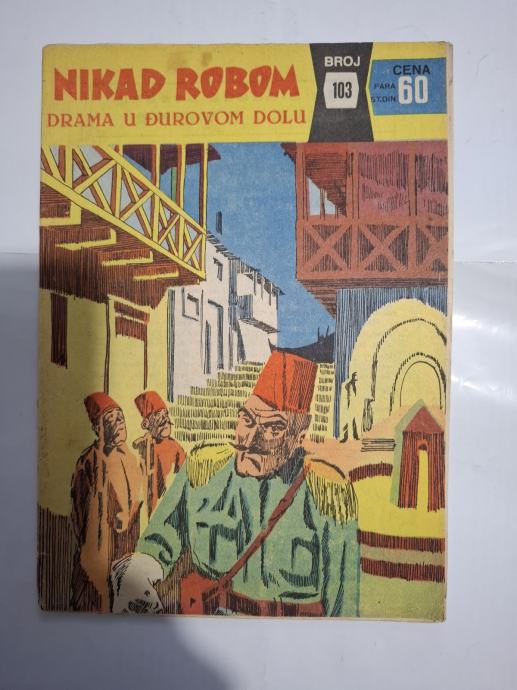 NIKAD ROBOM
DRAMA U ĐUROVOM DOLU
BROJ
103
CENA
PARA
ST.DIN.
60